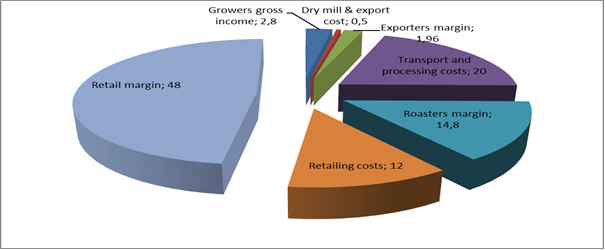 Growers gross
income; 2,8
Dry mill & export
cost; 0,5
Exporters margin;
1,96
Transport and
processing costs; 20
Roasters margin;
14,8
Retailing costs; 12
Retail margin; 48